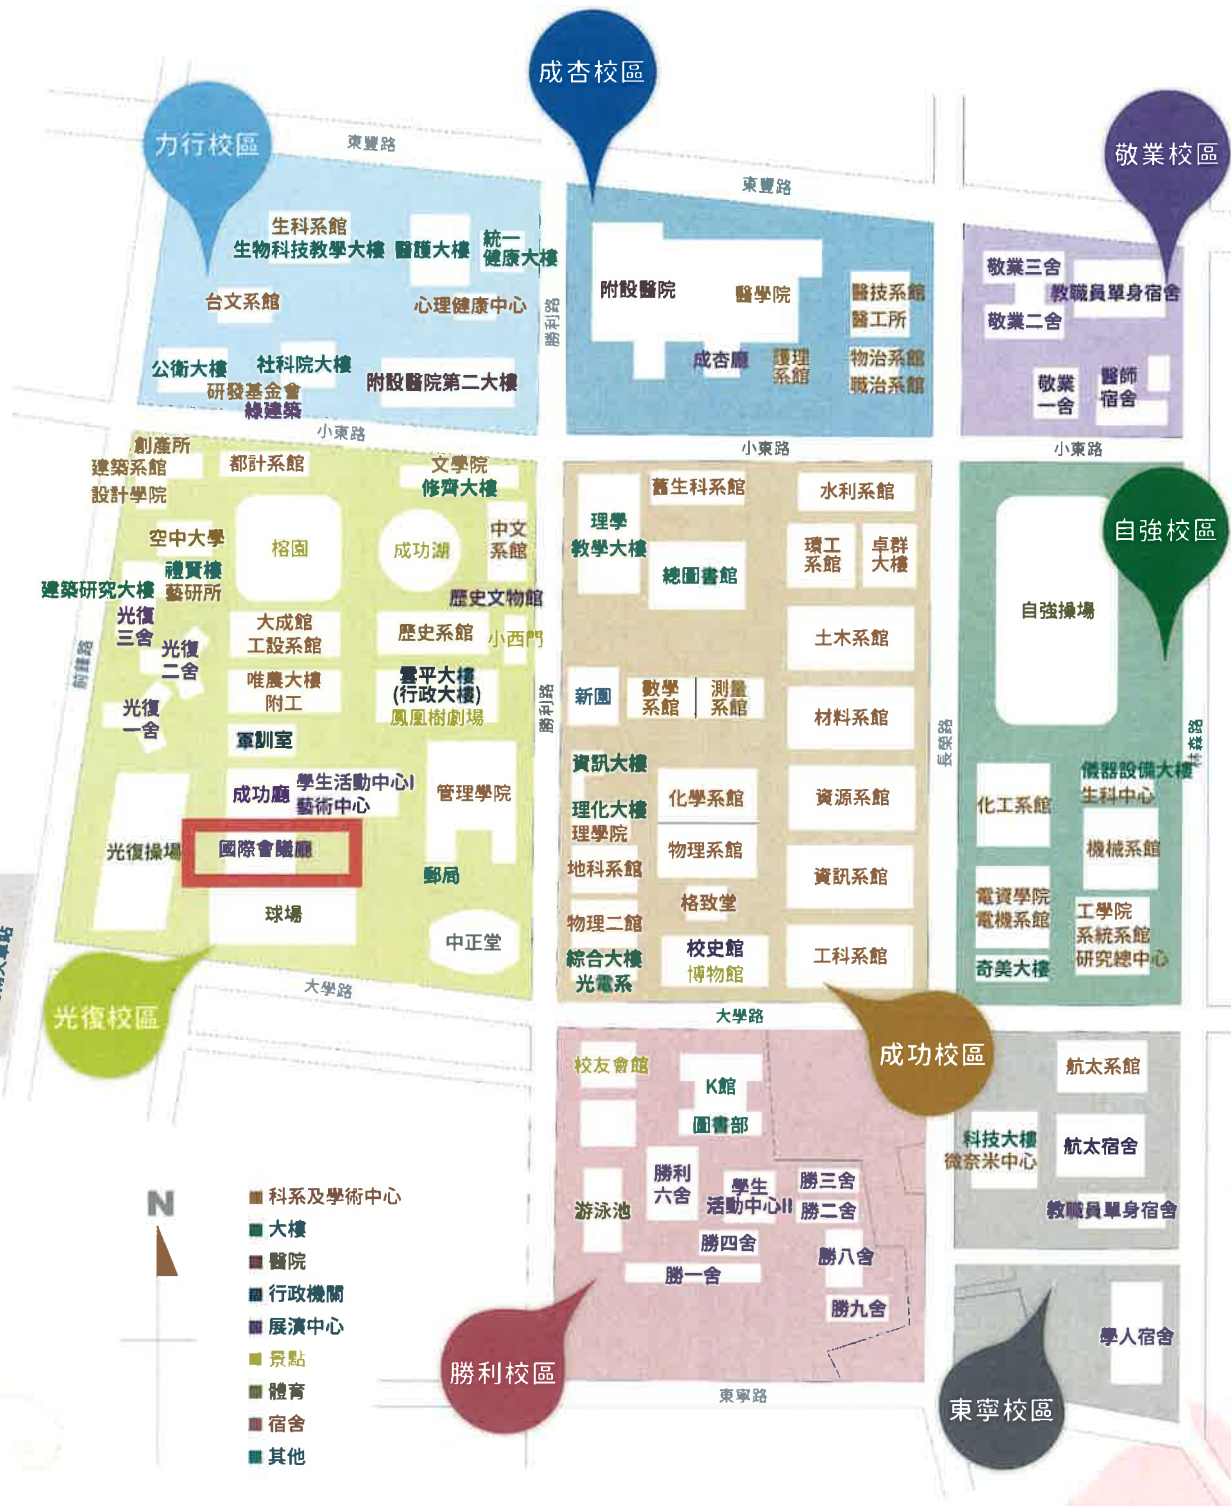 成杏校區
力行校區
敬業校區
東豐路
東豐路
生科系館
生物科技教學大樓
醫護大樓
統一
健康大樓
台文系館
心理健康中心
公衛大樓
社科院大樓
研發基金會
綠建築
附設醫院第二大樓
勝利路
附設醫院
醫學院
醫技系館
醫工所
成杏廳
護理
系館
物治系館
職治系館
敬業三舍
教職員單身宿舍
敬業二舍
敬業
一舍
醫師
宿舍
小東路
小東路
小東路
創產所
建築系館
設計學院
都計系館
文學院
修齊大樓
空中大學
榕園
成功湖
中文
系館
禮賢樓
藝研所
建築研究大樓
歷史文物館
光復
三舍
光復
二舍
光復
一舍
大成館
工設系館
歷史系館
小西門
唯農大樓
附工
雲平大樓
(行政大樓)
鳳凰樹劇場
軍訓室
成功廳
學生活動中心I
藝術中心
管理學院
光復操場
國際會議廳
郵局
球場
中正堂
前鋒路
勝利路
光復校區
大學路
舊生科系館
水利系館
理學
教學大樓
總圖書館
環工
系館
卓群
大樓
土木系館
新園
數學
系館
測量
系館
材料系館
資訊大樓
化學系館
資源系館
理化大樓
理學院
物理系館
地科系館
資訊系館
格致堂
物理二館
校史館
博物館
工科系館
綜合大樓
光電系
長榮路
大學路
成功校區
自強校區
自強操場
林森路
儀器設備大樓
生科中心
化工系館
機械系館
電資學院
電機系館
工學院
系統系館
研究總中心
奇美大樓
校友會館
K館
圖書部
勝利
六舍
學生
活動中心II
勝三舍
勝二舍
游泳池
勝四舍
勝一舍
勝八舍
勝九舍
勝利校區
東寧路
航太系館
科技大樓
微奈米中心
航太宿舍
教職員單身宿舍
學人宿舍
東寧校區
N
科系及學術中心
大樓
醫院
行政機關
展演中心
景點
體育
宿舍
其他